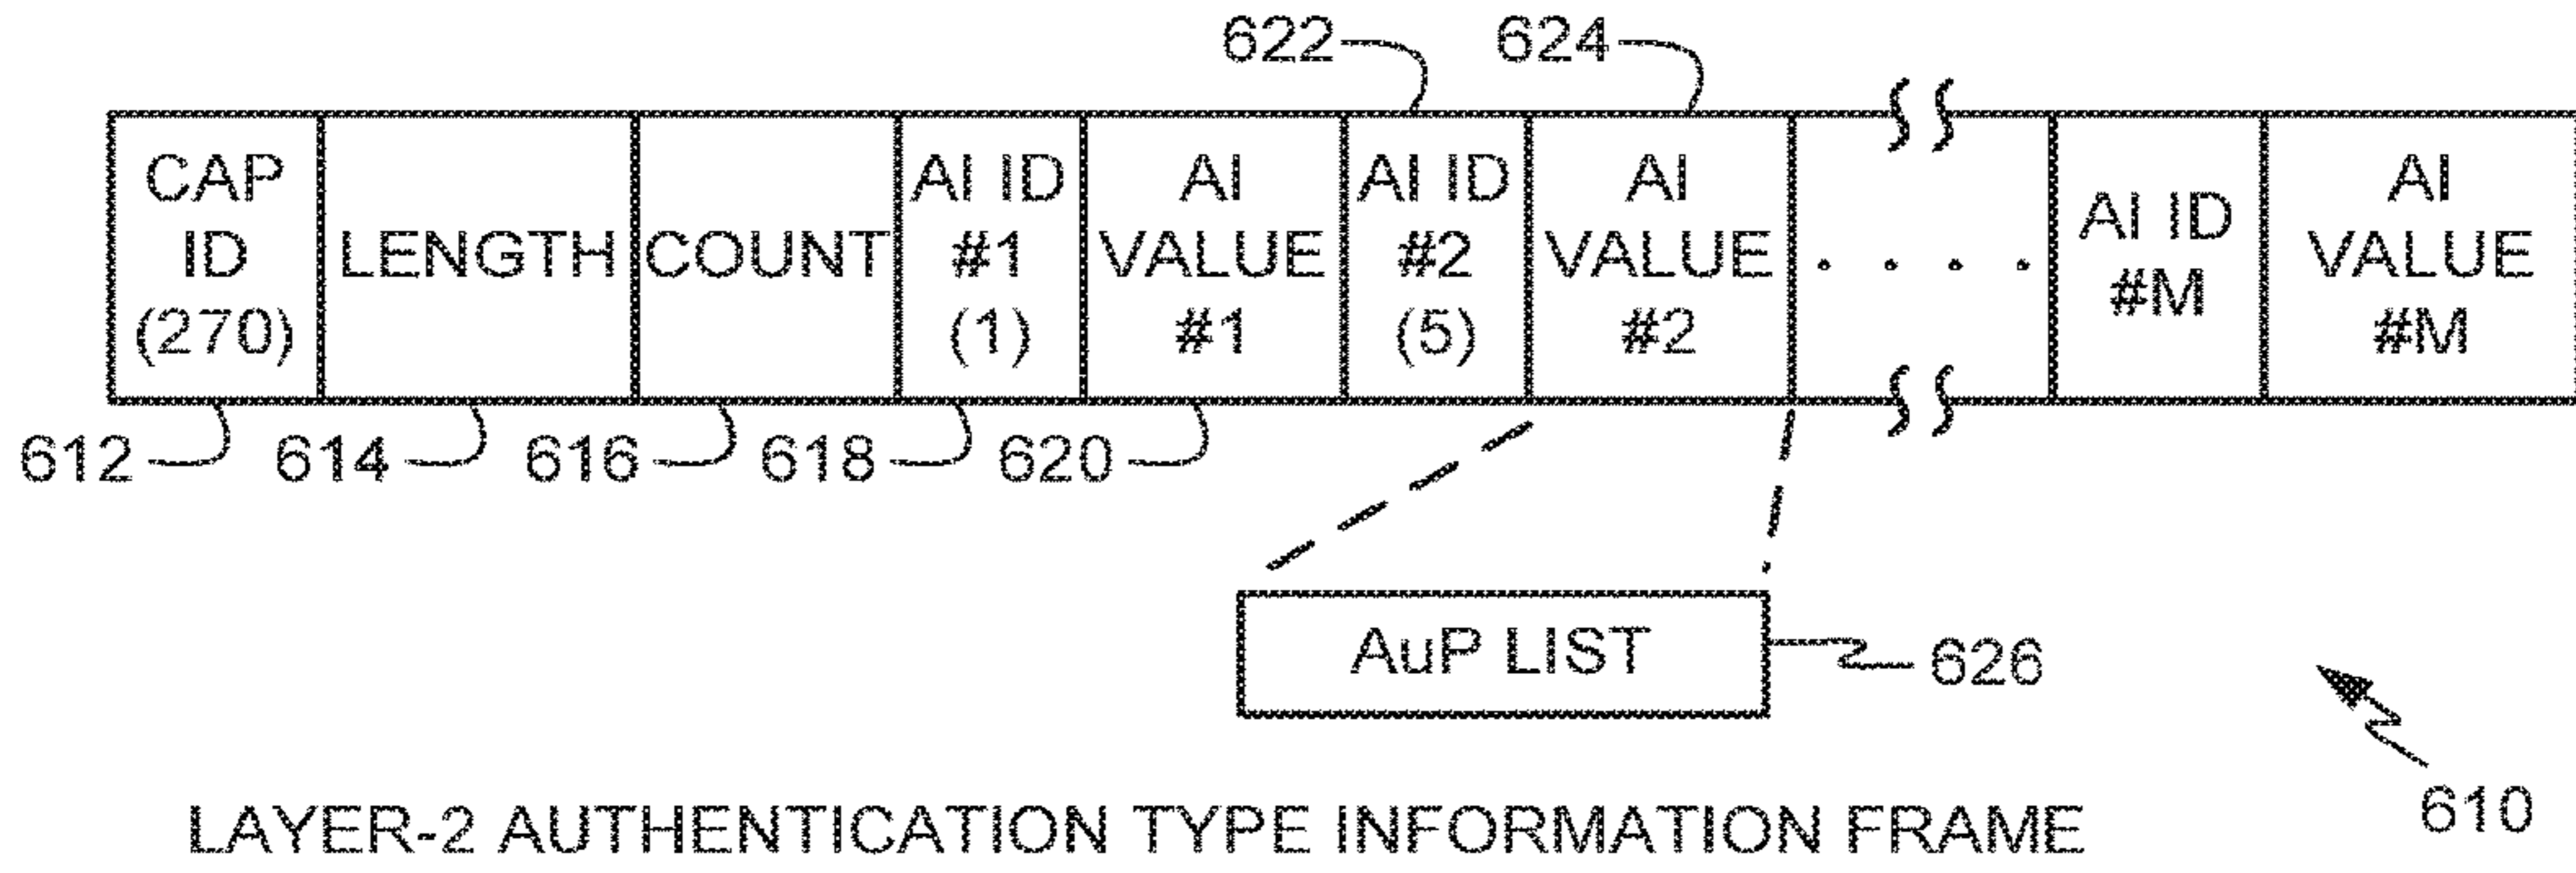 622 624
CAP ID (270)
LENGTH
COUNT
AI ID #1 (1)
AI VALUE #1
AI ID #2 (5)
AI VALUE #2
. . . .
AI ID #M
AI VALUE #M
612 614 616 618 620
AuP LIST
626
610
LAYER-2 AUTHENTICATION TYPE INFORMATION FRAME